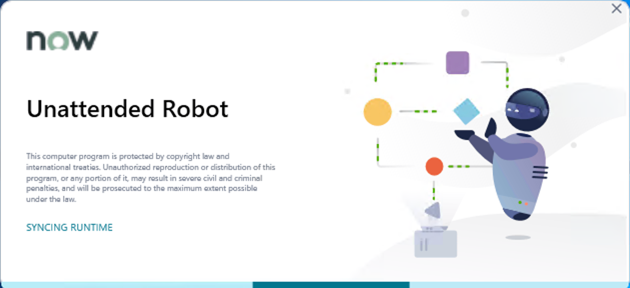 now
Unattended Robot
This computer program is protected by copyright law and
international treaties. Unauthorized reproduction or distribution of this
program, or any portion of it, may result in severe civil and criminal
penalties, and will be prosecuted to the maximum extent possible
under the law.
SYNCING RUNTIME